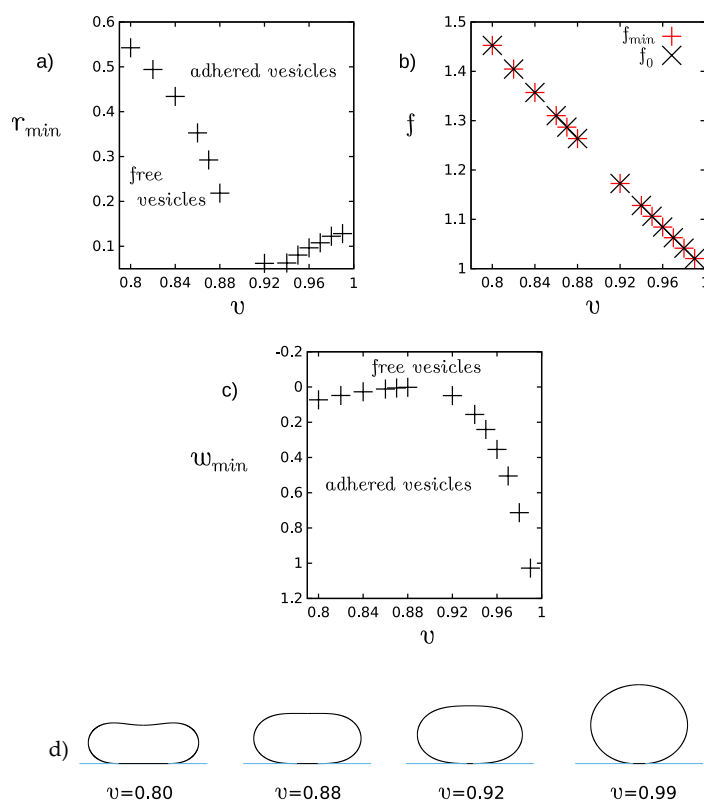 a)
0.6
0.5
0.4
0.3
0.2
0.1
r_min
adhered vesicles
free
vesicles
0.8 0.84 0.88 0.92 0.96 1
υ
b)
1.5
1.4
1.3
1.2
1.1
1
f
f_min
f_0
0.8 0.84 0.88 0.92 0.96 1
υ
c)
-0.2
0
0.2
0.4
0.6
0.8
1
1.2
w_min
free vesicles
adhered vesicles
0.8 0.84 0.88 0.92 0.96 1
υ
d)
υ=0.80 υ=0.88 υ=0.92 υ=0.99